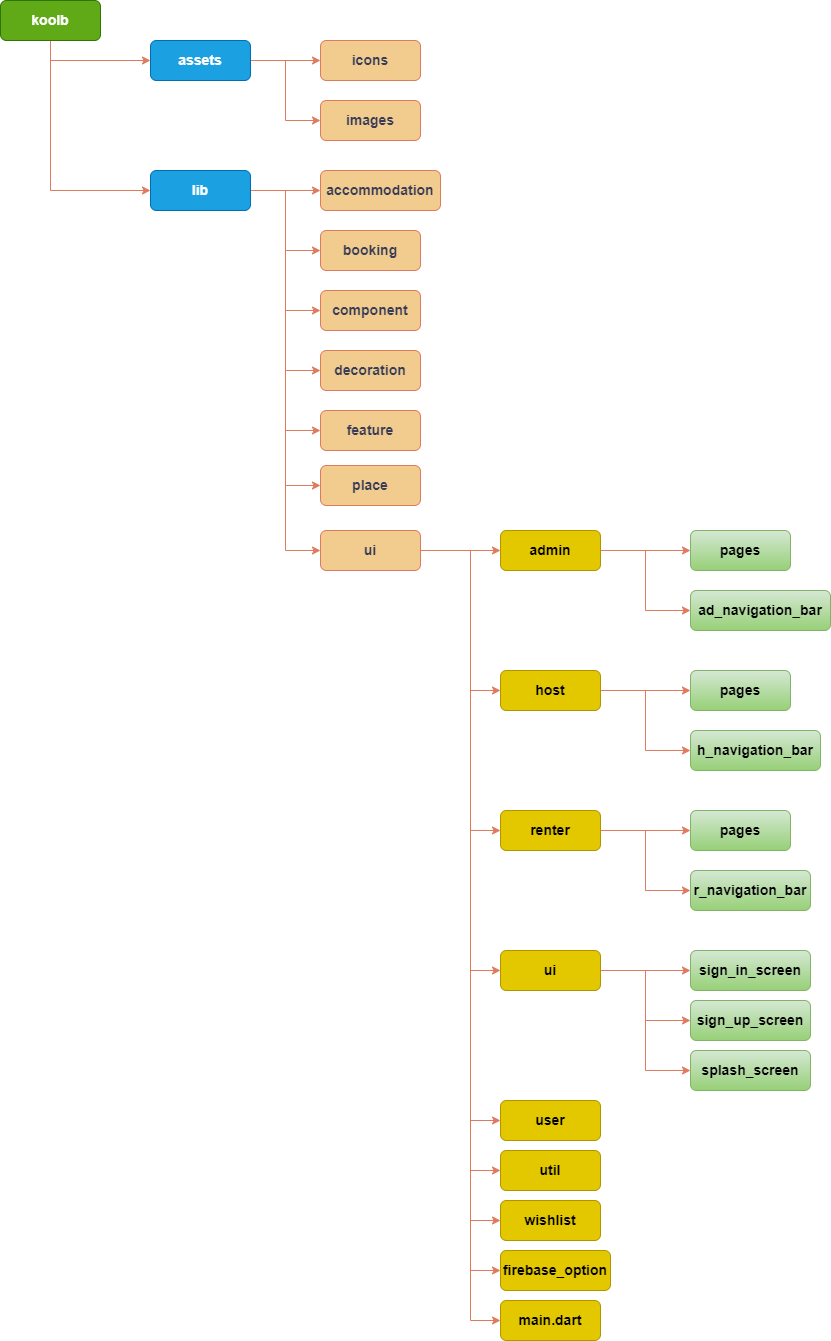 koolb
assets
icons
images
lib
accommodation
booking
component
decoration
feature
place
ui
admin
pages
ad_navigation_bar
host
pages
h_navigation_bar
renter
pages
r_navigation_bar
ui
sign_in_screen
sign_up_screen
splash_screen
user
util
wishlist
firebase_option
main.dart